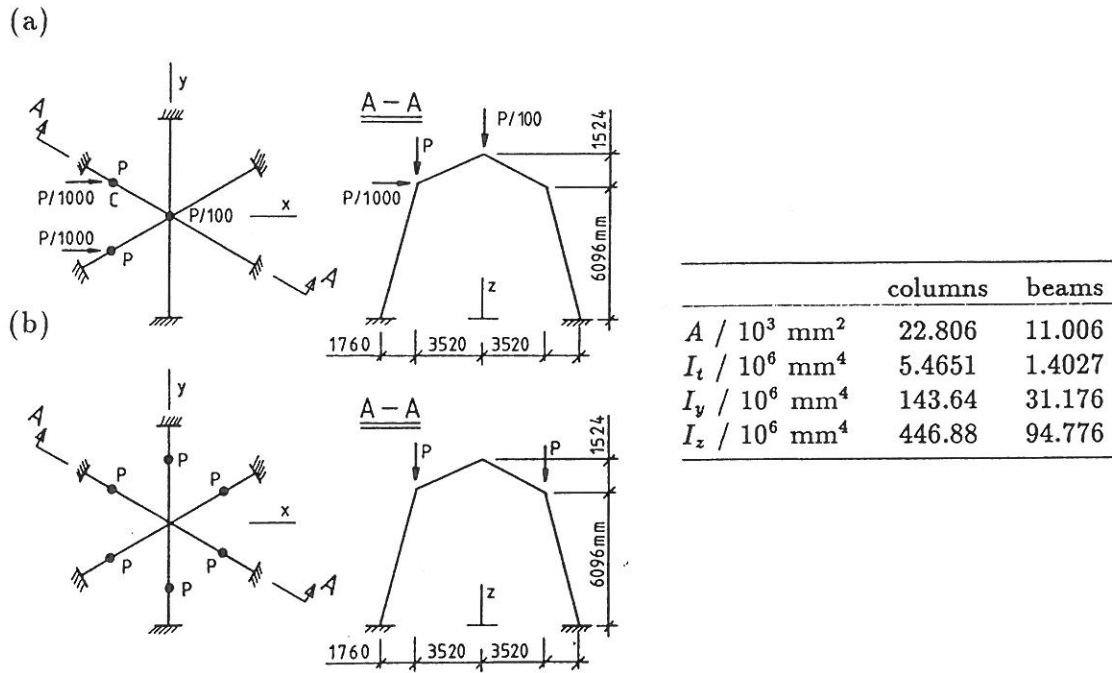 (a)
y
A
A – A
P/100
P
P
P/1000
C
P/1000
P/100
x
P/1000
P
A
z
1524
6096mm
1760 3520 3520
(b)
y
A
A – A
P
P
P
P
P
x
P
P
P
A
z
1524
6096mm
1760 3520 3520
columns beams
A / 10³ mm² 22.806 11.006
Iₜ / 10⁶ mm⁴ 5.4651 1.4027
I_y / 10⁶ mm⁴ 143.64 31.176
I_z / 10⁶ mm⁴ 446.88 94.776